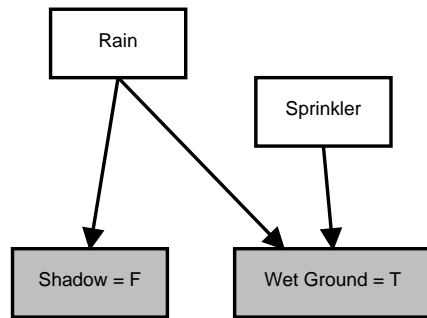 Rain
Sprinkler
Shadow = F
Wet Ground = T